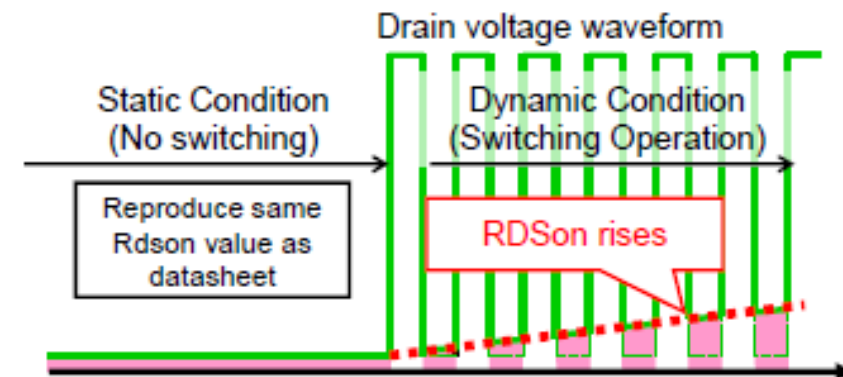 Drain voltage waveform
Static Condition
(No switching)
Dynamic Condition
(Switching Operation)
Reproduce same
Rdson value as
datasheet
RDSon rises